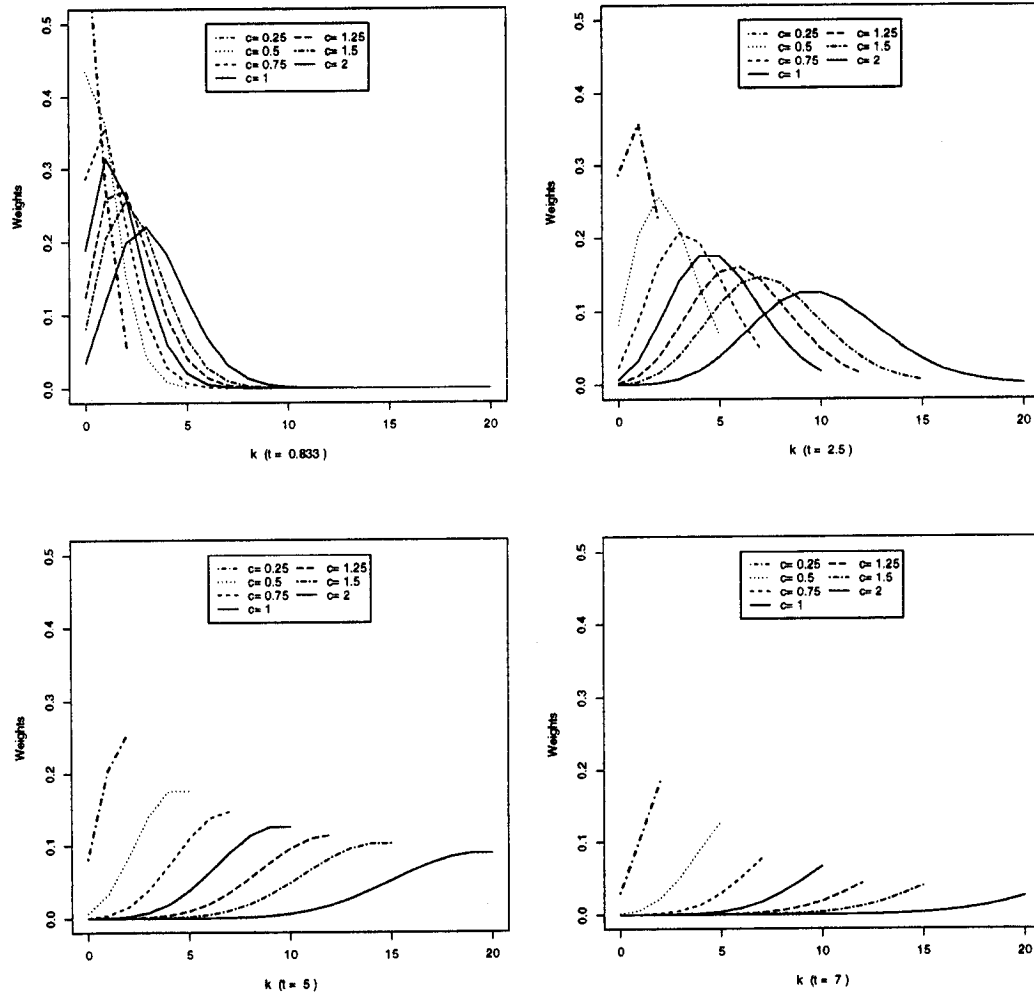 0.5
0.4
0.3
0.2
0.1
0.0
Weights
c= 0.25
c= 0.5
c= 0.75
c= 1
c= 1.25
c= 1.5
c= 2
0 5 10 15 20
k (t = 0.833 )
0.5
0.4
0.3
0.2
0.1
0.0
Weights
c= 0.25
c= 0.5
c= 0.75
c= 1
c= 1.25
c= 1.5
c= 2
0 5 10 15 20
k (t = 2.5 )
0.5
0.4
0.3
0.2
0.1
0.0
Weights
c= 0.25
c= 0.5
c= 0.75
c= 1
c= 1.25
c= 1.5
c= 2
0 5 10 15 20
k (t = 5 )
0.5
0.4
0.3
0.2
0.1
0.0
Weights
c= 0.25
c= 0.5
c= 0.75
c= 1
c= 1.25
c= 1.5
c= 2
0 5 10 15 20
k (t = 7 )